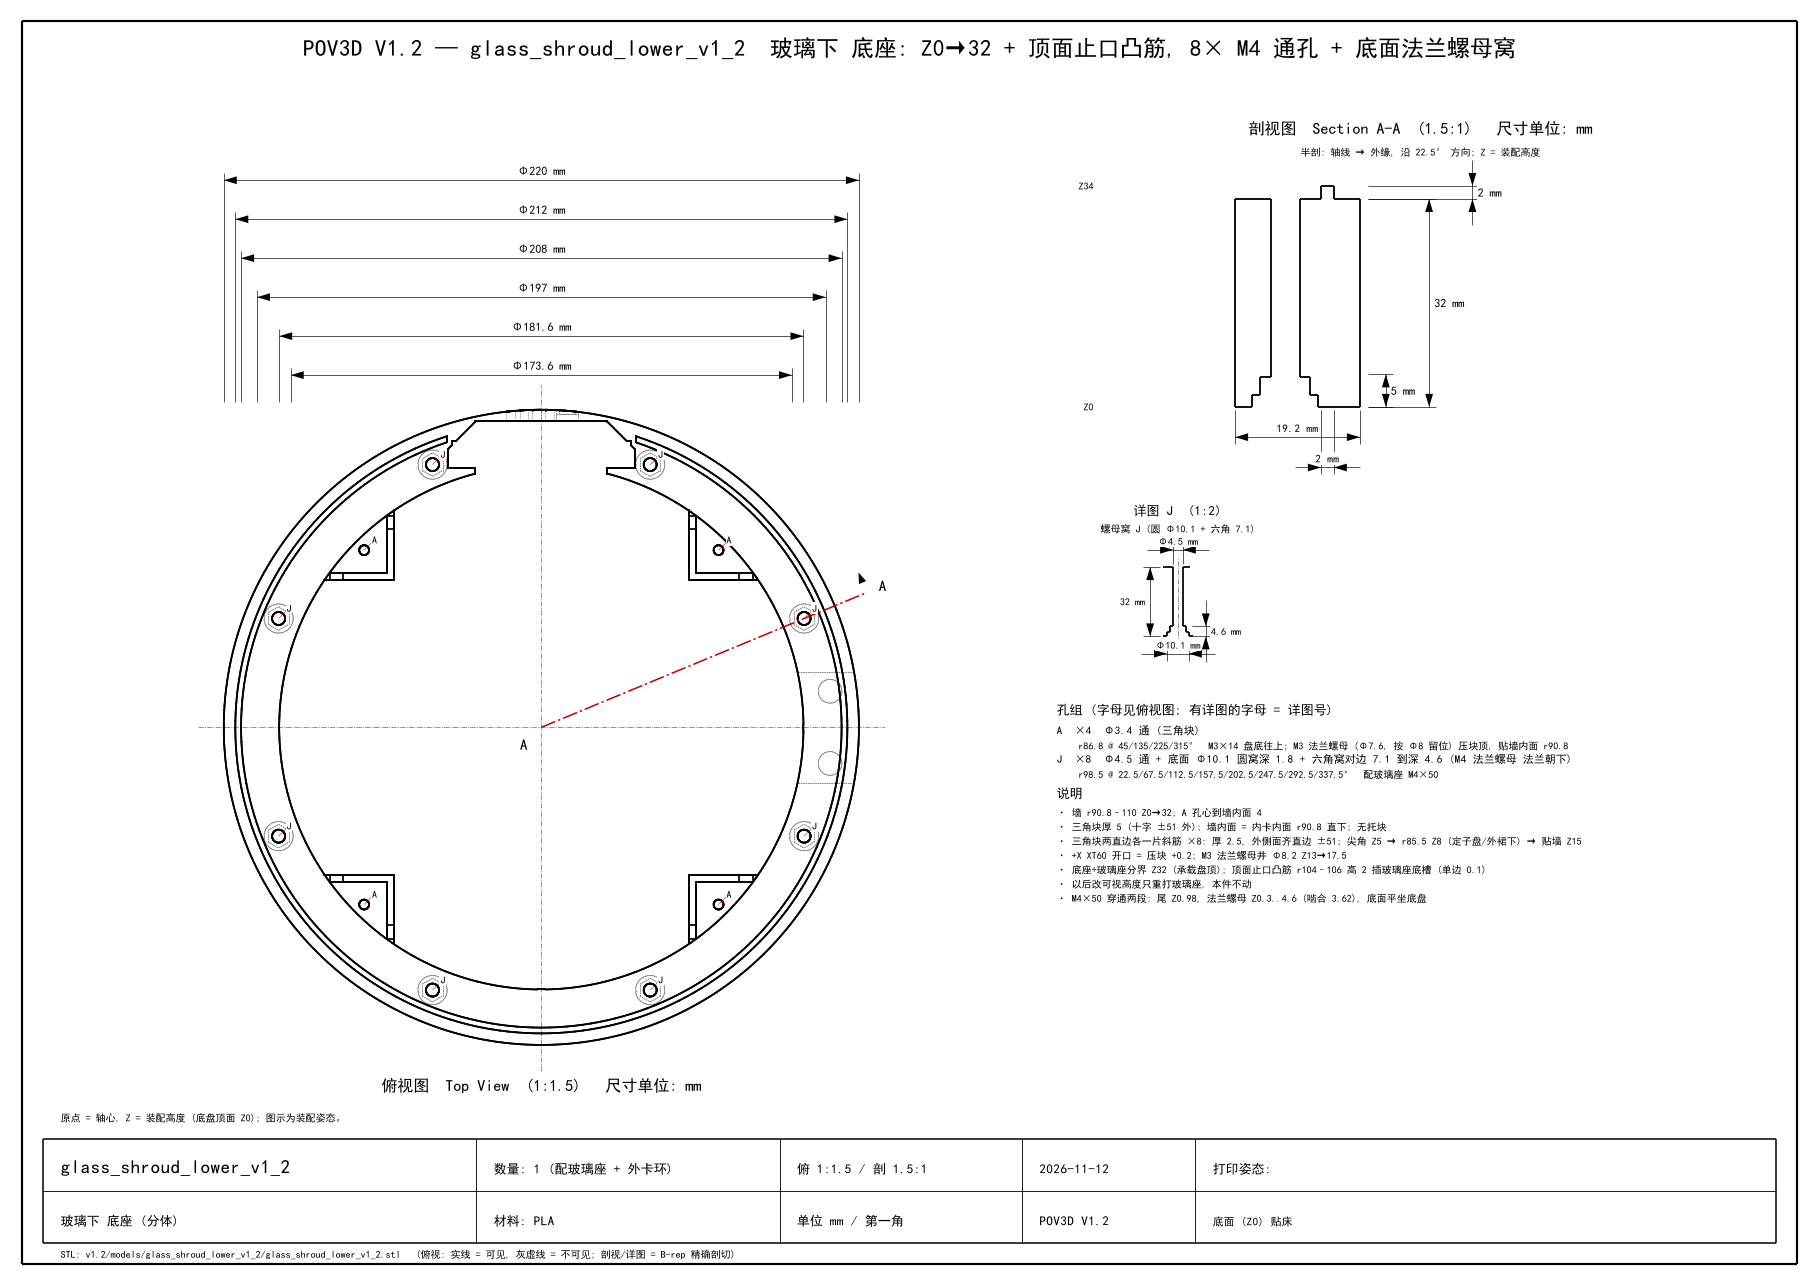 POV3D V1.2 — glass_shroud_lower_v1_2  玻璃下 底座: Z0→32 + 顶面止口凸筋, 8× M4 通孔 + 底面法兰螺母窝
剖视图  Section A-A  (1.5:1)  尺寸单位: mm
半剖: 轴线 → 外缘, 沿 22.5° 方向; Z = 装配高度
Z34
2 mm
32 mm
5 mm
Z0
19.2 mm
2 mm
Φ220 mm
Φ212 mm
Φ208 mm
Φ197 mm
Φ181.6 mm
Φ173.6 mm
J
J
A
A
J
J
A
A
J
J
A
A
J
J
俯视图  Top View  (1:1.5)  尺寸单位: mm
详图 J  (1:2)
螺母窝 J (圆 Φ10.1 + 六角 7.1)
Φ4.5 mm
32 mm
4.6 mm
Φ10.1 mm
孔组 (字母见俯视图; 有详图的字母 = 详图号)
A  ×4  Φ3.4 通 (三角块)
r86.8 @ 45/135/225/315°  M3×14 盘底往上; M3 法兰螺母 (Φ7.6, 按 Φ8 留位) 压块顶, 贴墙内面 r90.8
J  ×8  Φ4.5 通 + 底面 Φ10.1 圆窝深 1.8 + 六角窝对边 7.1 到深 4.6 (M4 法兰螺母 法兰朝下)
r98.5 @ 22.5/67.5/112.5/157.5/202.5/247.5/292.5/337.5°  配玻璃座 M4×50
说明
· 墙 r90.8–110 Z0→32; A 孔心到墙内面 4
· 三角块厚 5 (十字 ±51 外); 墙内面 = 内卡内面 r90.8 直下; 无托块
· 三角块两直边各一片斜筋 ×8: 厚 2.5, 外侧面齐直边 ±51; 尖角 Z5 → r85.5 Z8 (定子盘/外裙下) → 贴墙 Z15
· +X XT60 开口 = 压块 +0.2; M3 法兰螺母井 Φ8.2 Z13→17.5
· 底座+玻璃座分界 Z32 (承载盘顶); 顶面止口凸筋 r104–106 高 2 插玻璃座底槽 (单边 0.1)
· 以后改可视高度只重打玻璃座, 本件不动
· M4×50 穿通两段: 尾 Z0.98, 法兰螺母 Z0.3..4.6 (啮合 3.62), 底面平坐底盘
原点 = 轴心, Z = 装配高度 (底盘顶面 Z0); 图示为装配姿态。
glass_shroud_lower_v1_2
数量: 1 (配玻璃座 + 外卡环)
俯 1:1.5 / 剖 1.5:1
2026-11-12
打印姿态:
玻璃下 底座 (分体)
材料: PLA
单位 mm / 第一角
POV3D V1.2
底面 (Z0) 贴床
STL: v1.2/models/glass_shroud_lower_v1_2/glass_shroud_lower_v1_2.stl  (俯视: 实线 = 可见, 灰虚线 = 不可见; 剖视/详图 = B-rep 精确剖切)